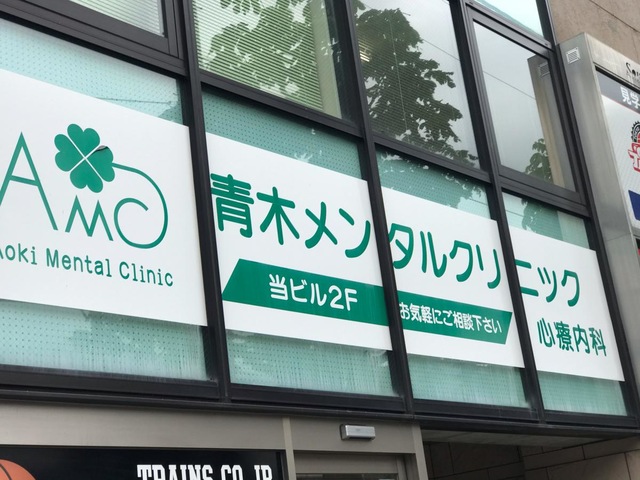 AMC
Aoki Mental Clinic
青木メンタルクリニック
当ビル2F
お気軽にご相談下さい
心療内科
TRAINS.CO.JP